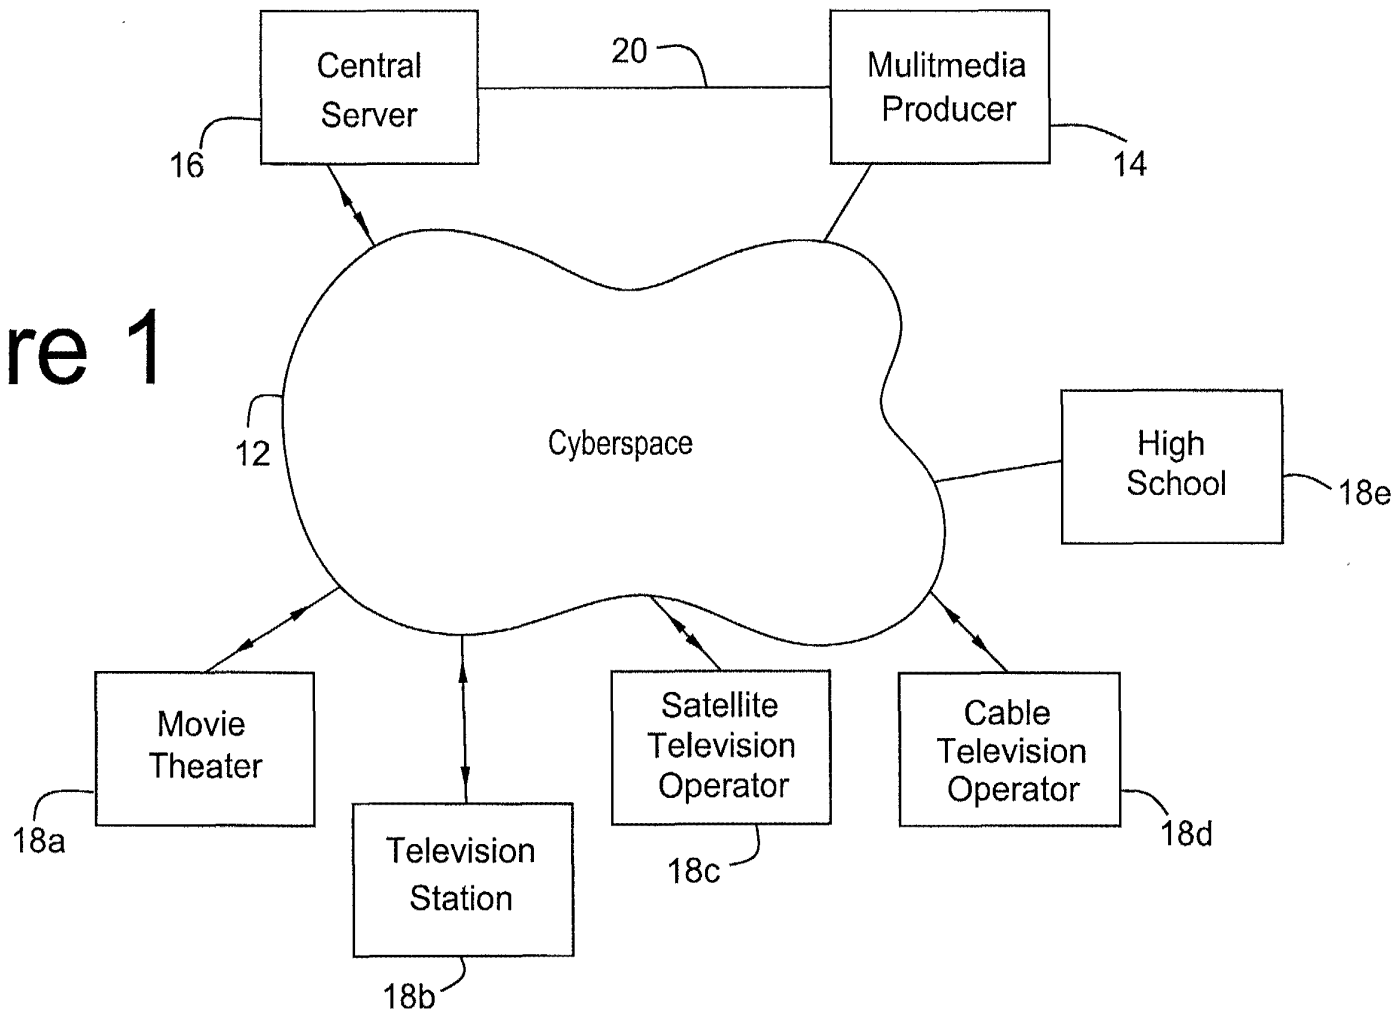 Central
Server
20
Mulitmedia
Producer
16
14
re 1
12
Cyberspace
High
School
18e
Movie
Theater
18a
Television
Station
18b
Satellite
Television
Operator
18c
Cable
Television
Operator
18d